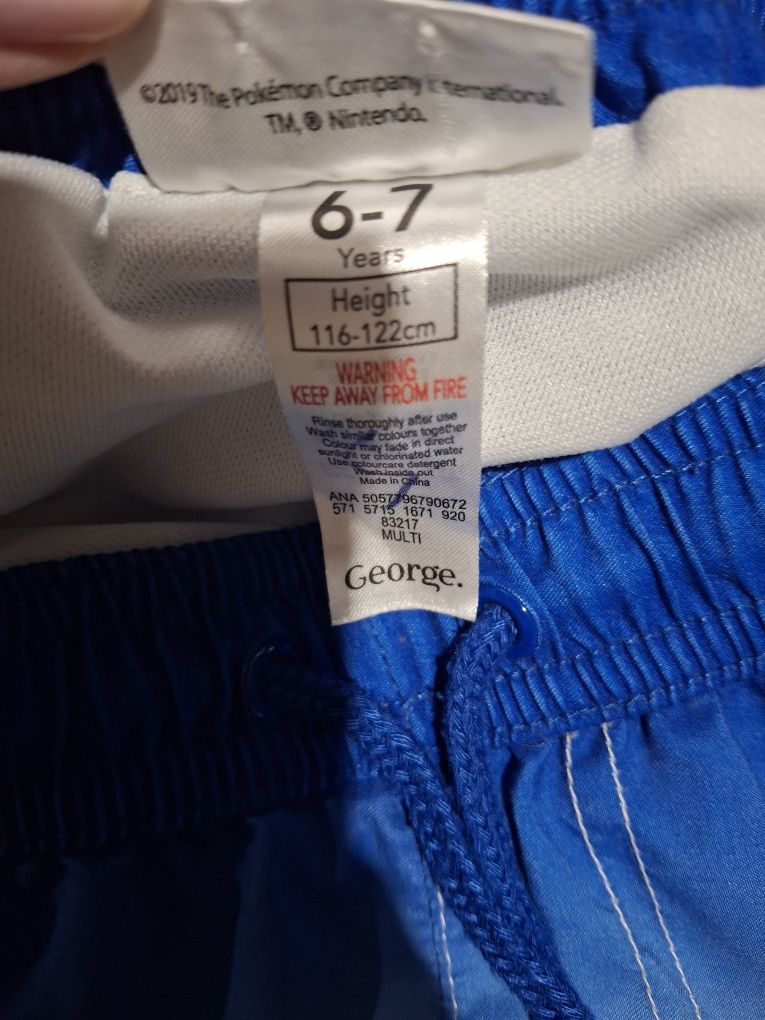 ©2019 The Pokémon Company International.
TM, ® Nintendo.
6-7
Years
Height
116-122cm
WARNING
KEEP AWAY FROM FIRE
Rinse thoroughly after use
Wash similar colours together
Colour may fade in direct
sunlight or chlorinated water
Use colourcare detergent
Wash inside out
Made in China
ANA 5057796790672
571 5715 1671 920
83217
MULTI
George.